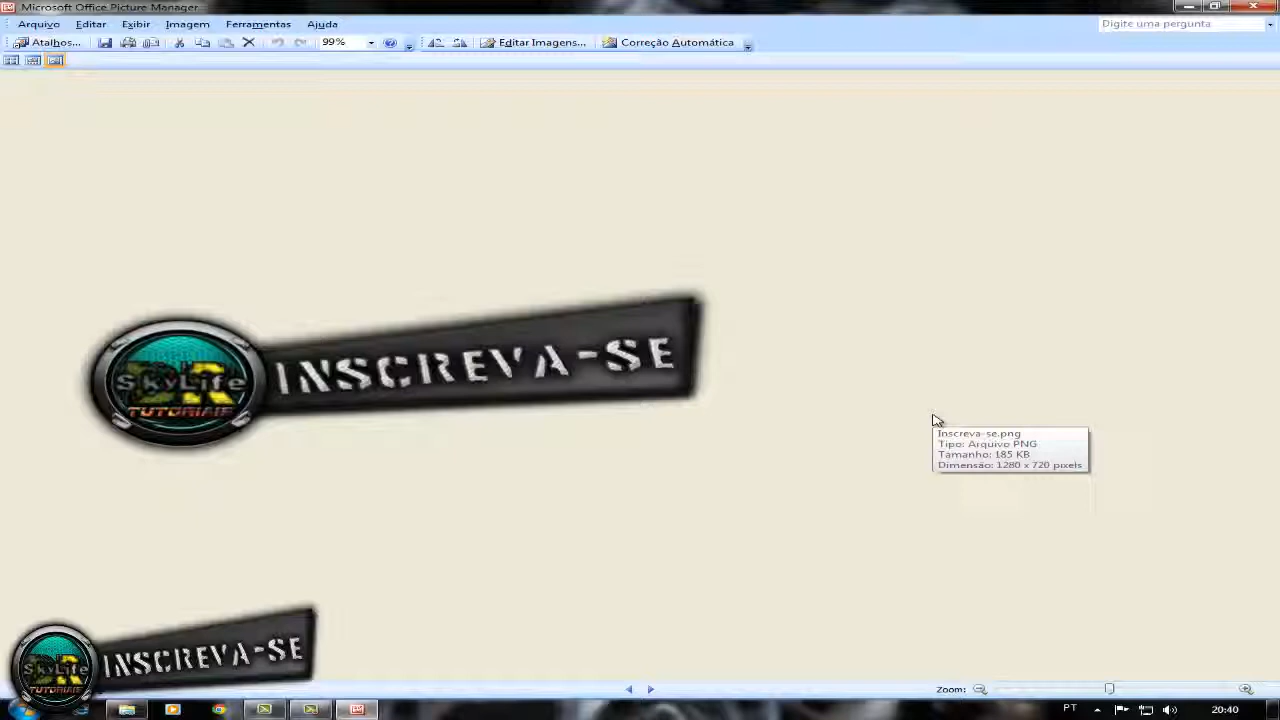 Microsoft Office Picture Manager
Arquivo Editar Exibir Imagem Ferramentas Ajuda
Digite uma pergunta
Atalhos... 99% Editar Imagens... Correção Automática
INSCREVA-SE
BR
SkyLife
TUTORIAIS
Inscreva-se.png
Tipo: Arquivo PNG
Tamanho: 185 KB
Dimensão: 1280 x 720 pixels
INSCREVA-SE
BR
SkyLife
TUTORIAIS
Zoom:
PT 20:40